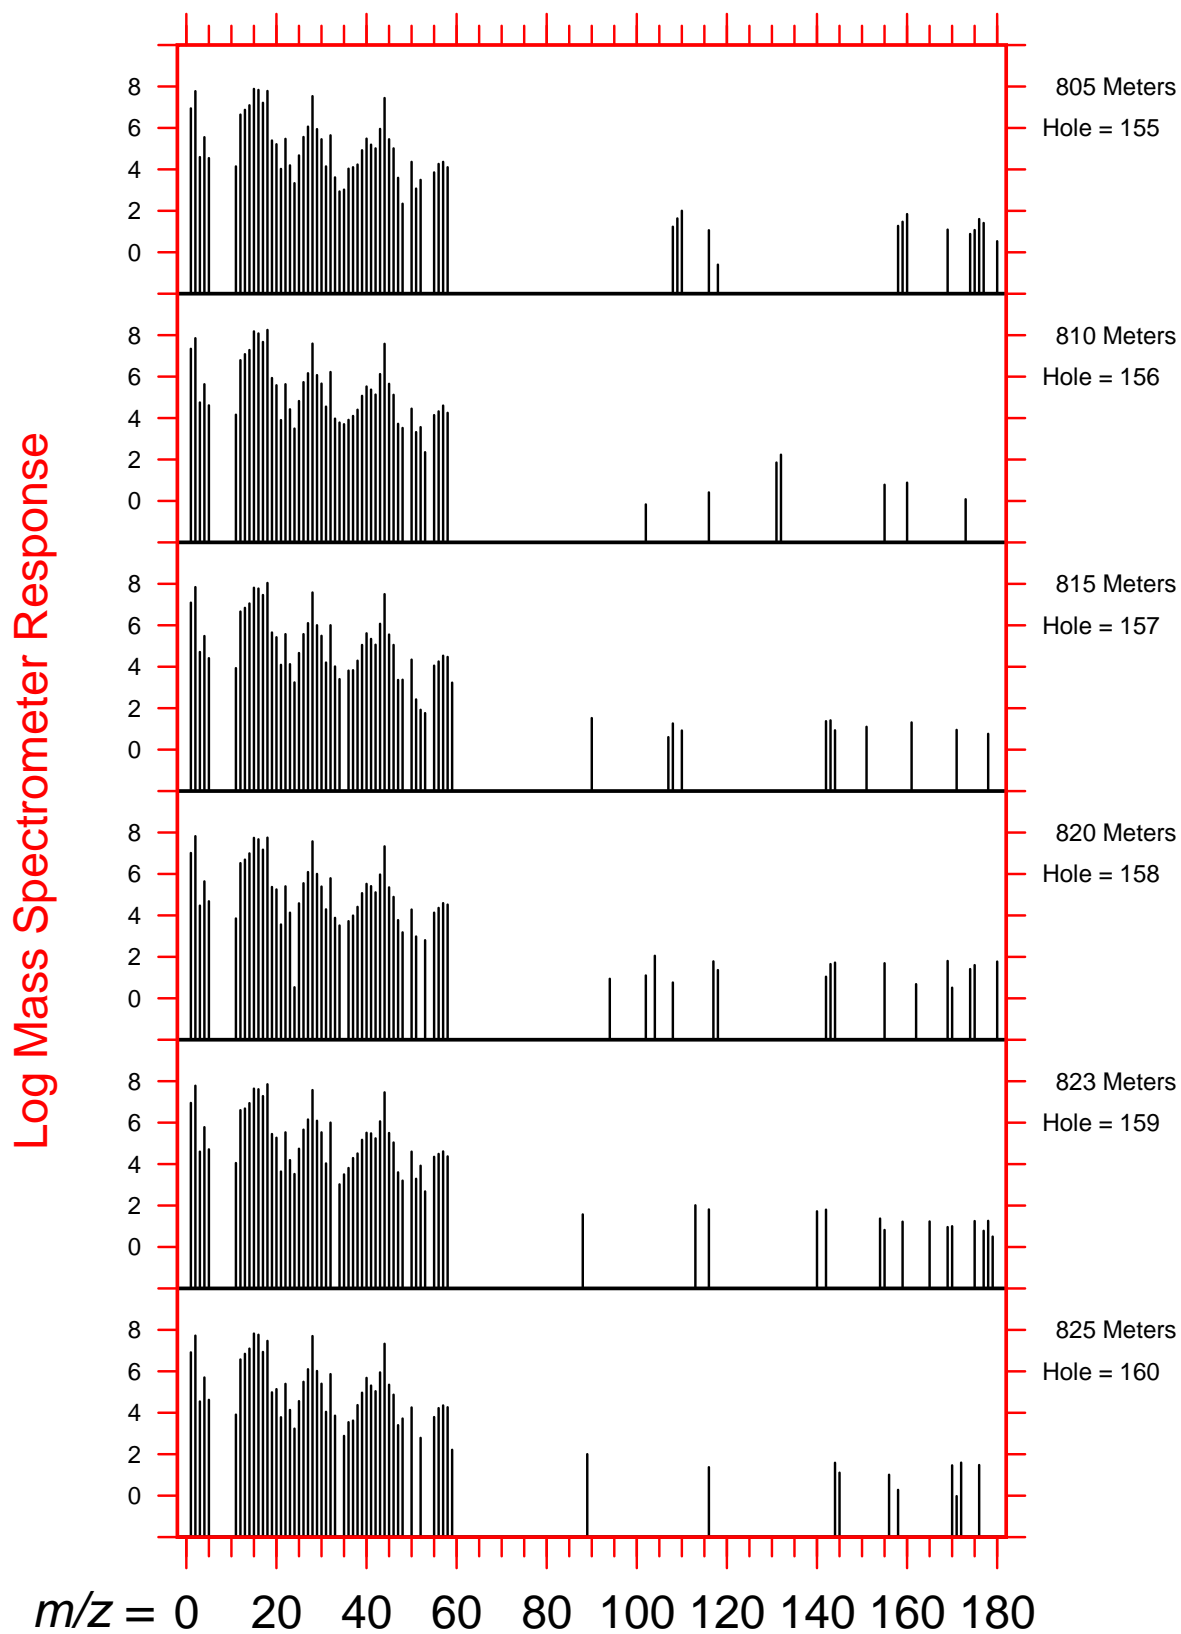 Log Mass Spectrometer Response
8
6
4
2
0
805 Meters
Hole = 155
8
6
4
2
0
810 Meters
Hole = 156
8
6
4
2
0
815 Meters
Hole = 157
8
6
4
2
0
820 Meters
Hole = 158
8
6
4
2
0
823 Meters
Hole = 159
8
6
4
2
0
825 Meters
Hole = 160
m/z = 0 20 40 60 80 100 120 140 160 180